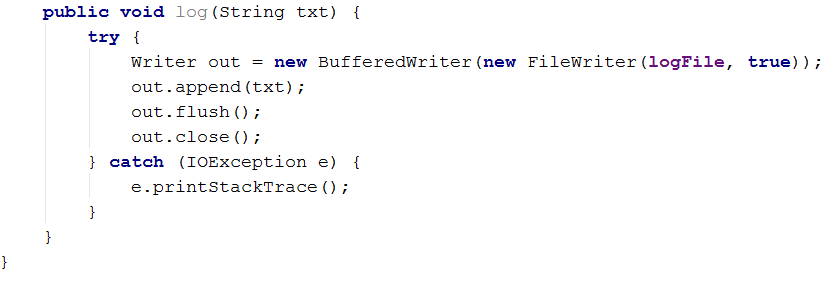 public void log(String txt) {
try {
Writer out = new BufferedWriter(new FileWriter(logFile, true));
out.append(txt);
out.flush();
out.close();
} catch (IOException e) {
e.printStackTrace();
}
}
}